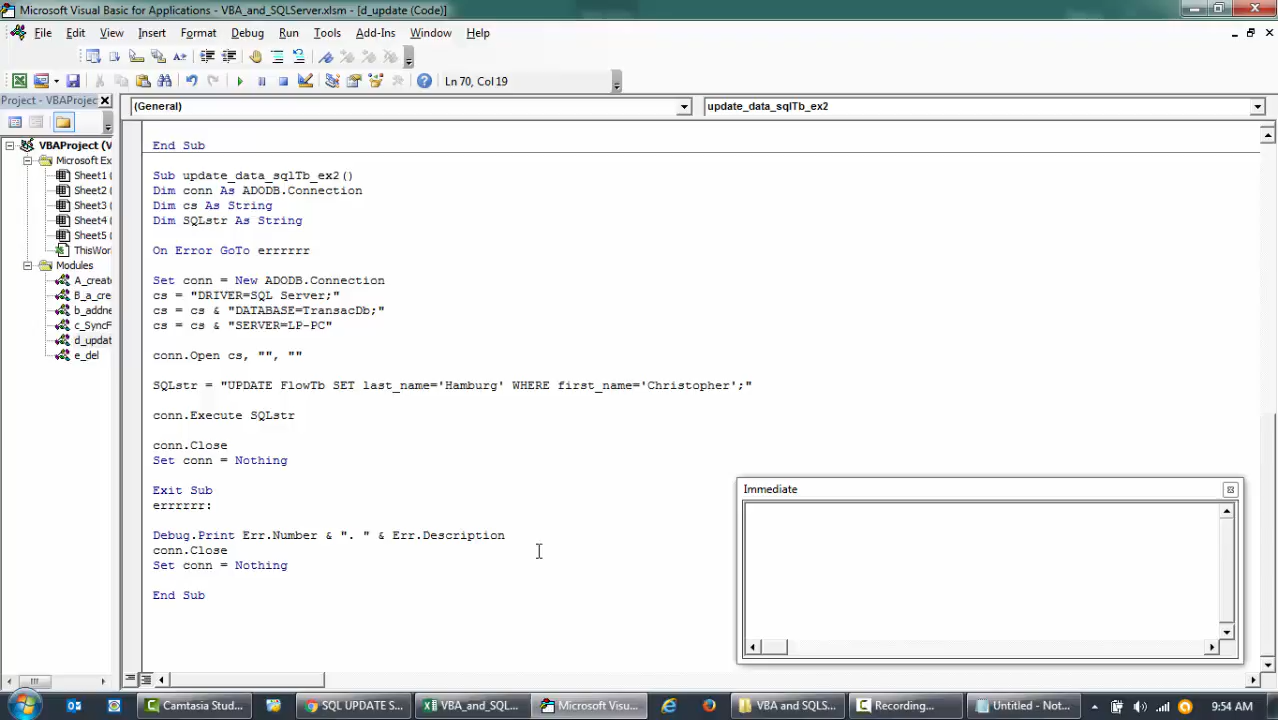 Microsoft Visual Basic for Applications - VBA_and_SQLServer.xlsm - [d_update (Code)]
File Edit View Insert Format Debug Run Tools Add-Ins Window Help
Ln 70, Col 19
Project - VBAProjec
(General)
update_data_sqlTb_ex2
VBAProject (V
Microsoft Ex
Sheet1 (
Sheet2 (
Sheet3 (
Sheet4 (
Sheet5 (
ThisWor
Modules
A_create
B_a_cre
b_addne
c_SyncF
d_updat
e_del
End Sub
Sub update_data_sqlTb_ex2()
Dim conn As ADODB.Connection
Dim cs As String
Dim SQLstr As String
On Error GoTo errrrrr
Set conn = New ADODB.Connection
cs = "DRIVER=SQL Server;"
cs = cs & "DATABASE=TransacDb;"
cs = cs & "SERVER=LP-PC"
conn.Open cs, "", ""
SQLstr = "UPDATE FlowTb SET last_name='Hamburg' WHERE first_name='Christopher';"
conn.Execute SQLstr
conn.Close
Set conn = Nothing
Exit Sub
errrrrr:
Debug.Print Err.Number & ". " & Err.Description
conn.Close
Set conn = Nothing
End Sub
Immediate
Camtasia Stud...
SQL UPDATE S...
VBA_and_SQL...
Microsoft Visu...
VBA and SQLS...
Recording...
Untitled - Not...
9:54 AM